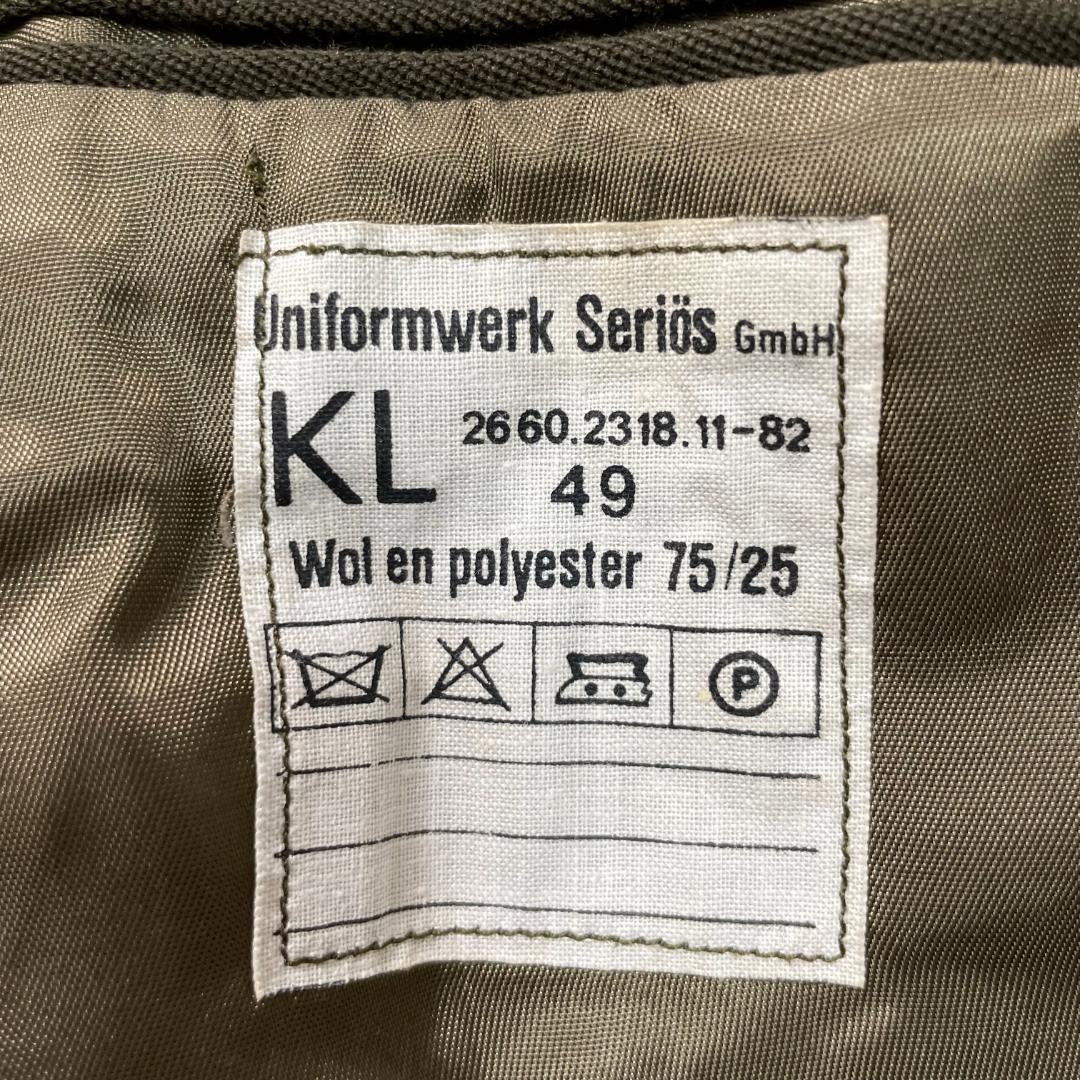 Uniformwerk Seriös GmbH
KL 2660.2318.11-82
49
Wol en polyester 75/25
P